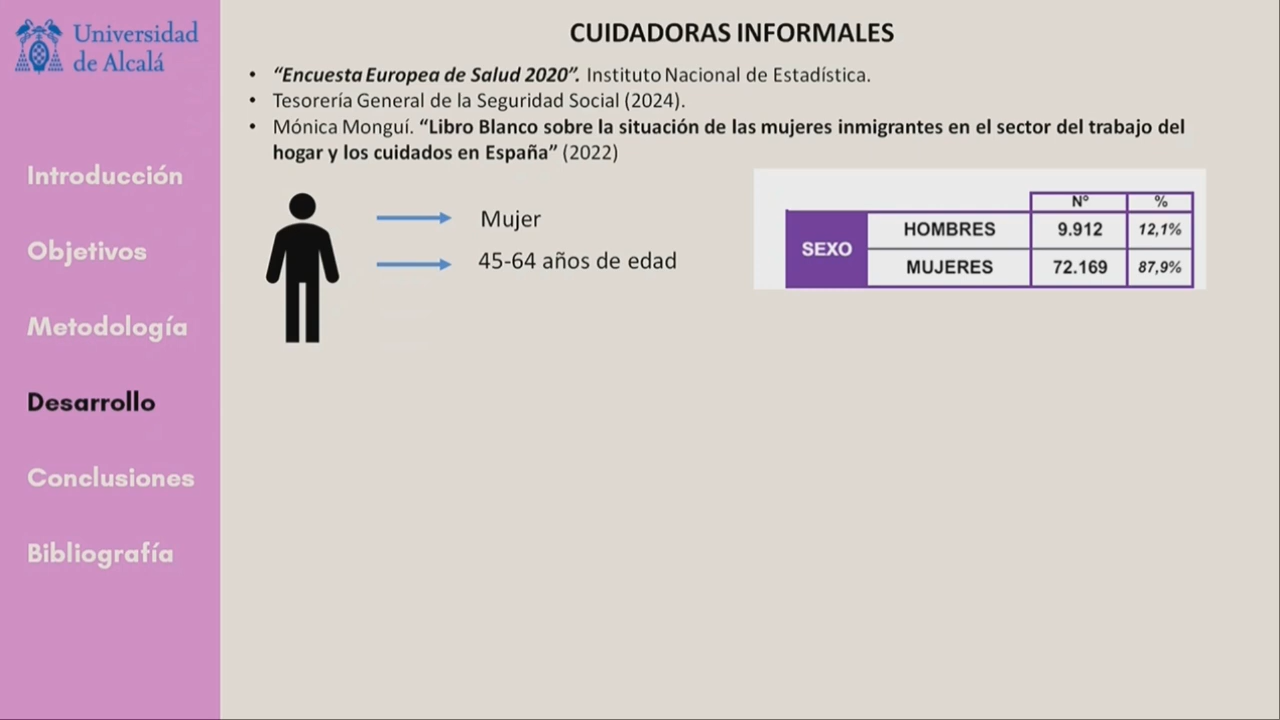 Universidad
de Alcalá
Introducción
Objetivos
Metodología
Desarrollo
Conclusiones
Bibliografía
CUIDADORAS INFORMALES
• “Encuesta Europea de Salud 2020”. Instituto Nacional de Estadística.
• Tesorería General de la Seguridad Social (2024).
• Mónica Monguí. “Libro Blanco sobre la situación de las mujeres inmigrantes en el sector del trabajo del
hogar y los cuidados en España” (2022)
Mujer
45-64 años de edad
Nº %
SEXO
HOMBRES 9.912 12,1%
MUJERES 72.169 87,9%